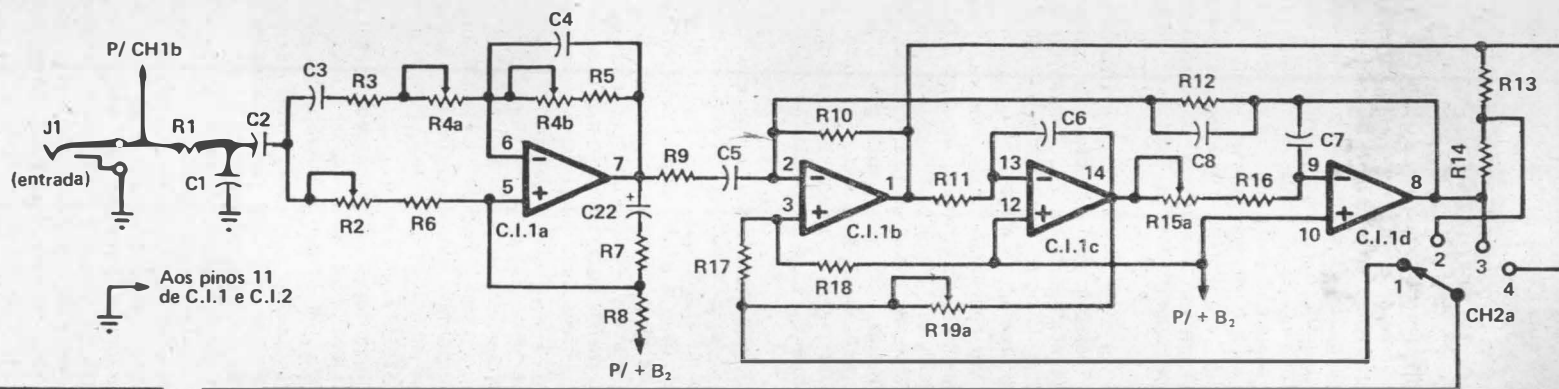 P/ CH1b
J1
(entrada)
R1
C1
C2
C3
R3
R4a
C4
R4b
R5
R2
R6
6
5
7
C.I.1a
C22
R7
R8
P/ + B2
R9
C5
R10
2
3
1
C.I.1b
R17
R18
R19a
R11
C6
13
12
14
C.I.1c
R15a
R16
R12
C8
C7
9
10
8
C.I.1d
P/ + B2
R13
R14
1
2
3
4
CH2a
Aos pinos 11
de C.I.1 e C.I.2